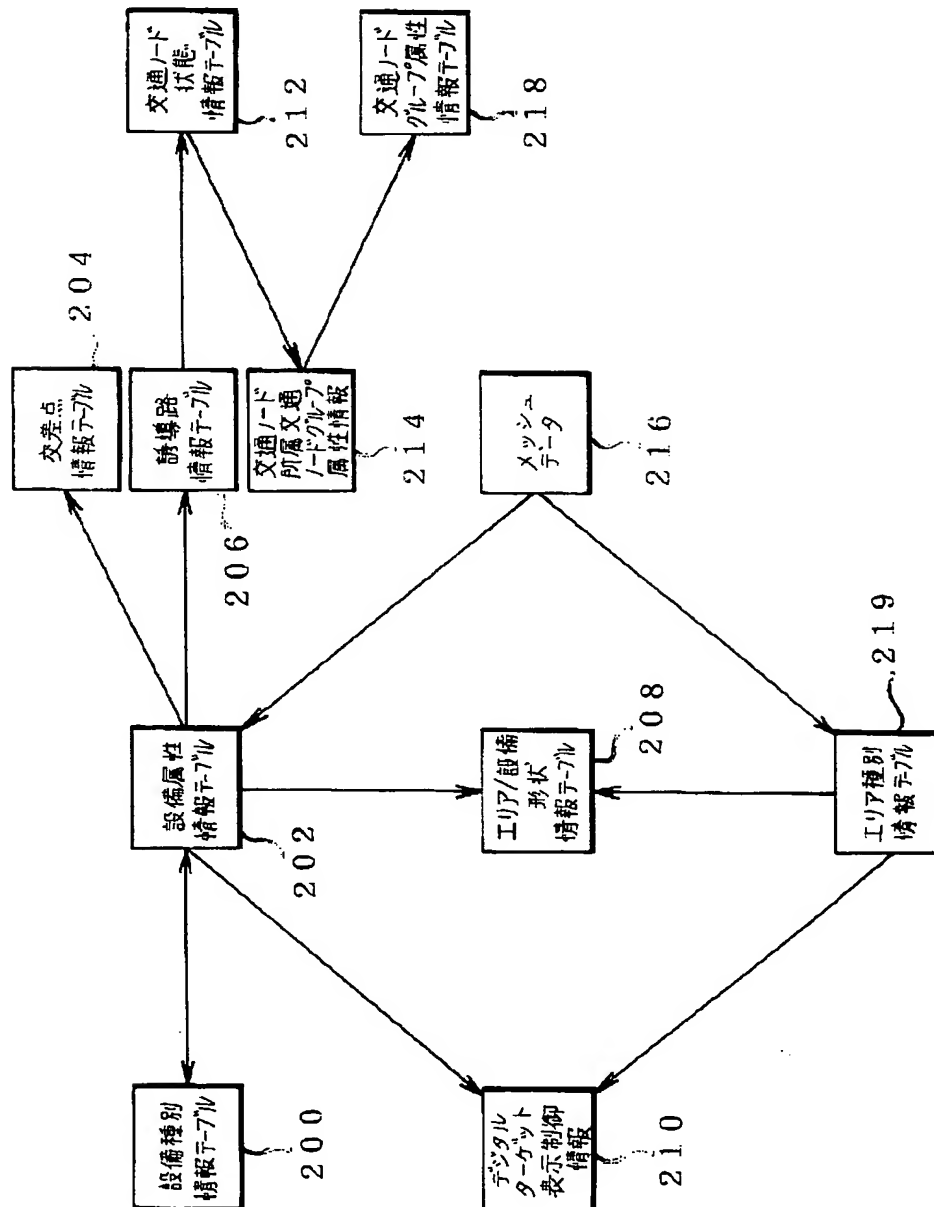 設備種別
情報テーブル
200
設備属性
情報テーブル
202
交差点
情報テーブル
204
誘導路
情報テーブル
206
交通ノード
状態
情報テーブル
212
交通ノード
所属交通
ノードグループ
属性情報
214
交通ノード
グループ属性
情報テーブル
218
デジタル
ターゲット
表示制御
情報
210
エリア/設備
形状
情報テーブル
208
メッシュ
データ
216
エリア種別
情報テーブル
219